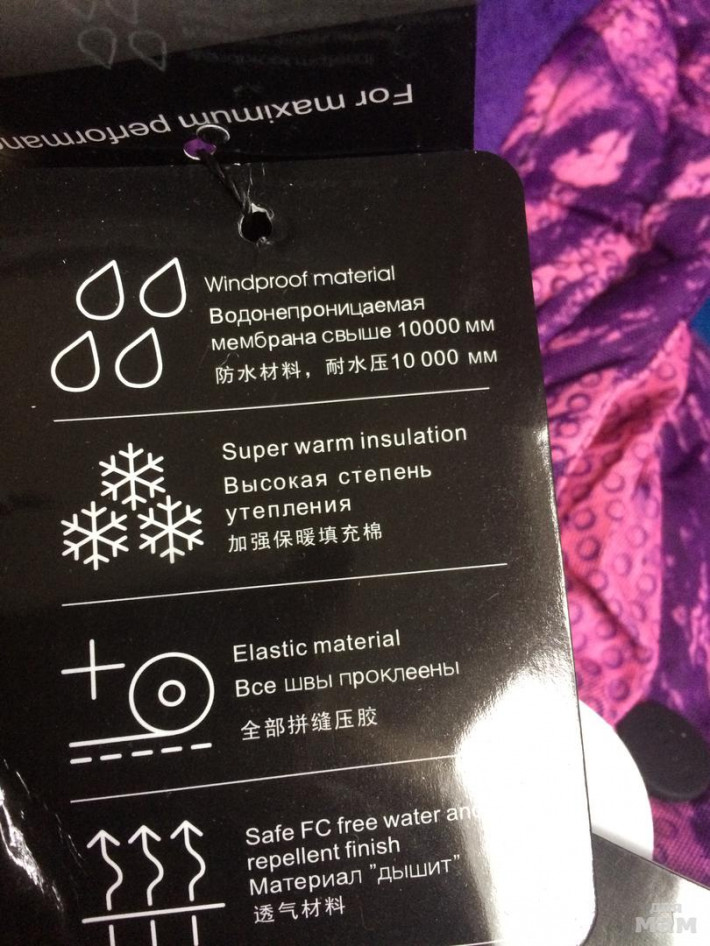 For maximum
Windproof material
Водонепроницаемая
мембрана свыше 10000 мм
防水材料，耐水压10 000 мм
Super warm insulation
Высокая степень
утепления
加强保暖填充棉
Elastic material
Все швы проклеены
全部拼缝压胶
Safe FC free water and
repellent finish
Материал "дышит"
透气材料
для
мам